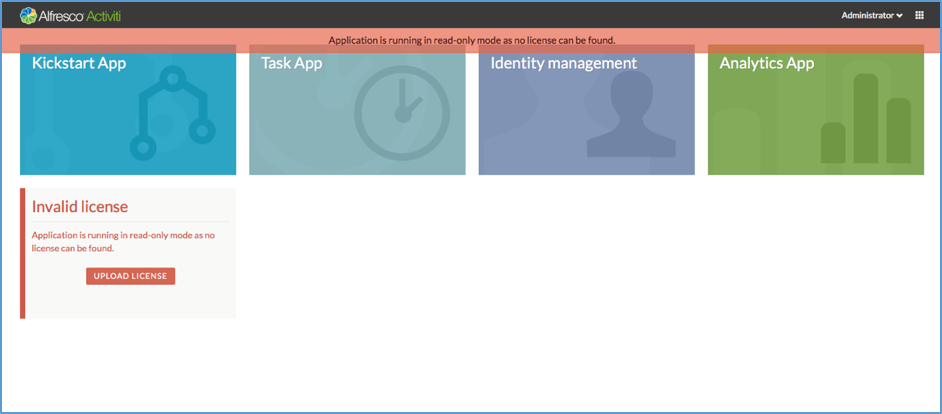 Alfresco Activiti
Administrator
Application is running in read-only mode as no license can be found.
Kickstart App
Task App
Identity management
Analytics App
Invalid license
Application is running in read-only mode as no
license can be found.
UPLOAD LICENSE